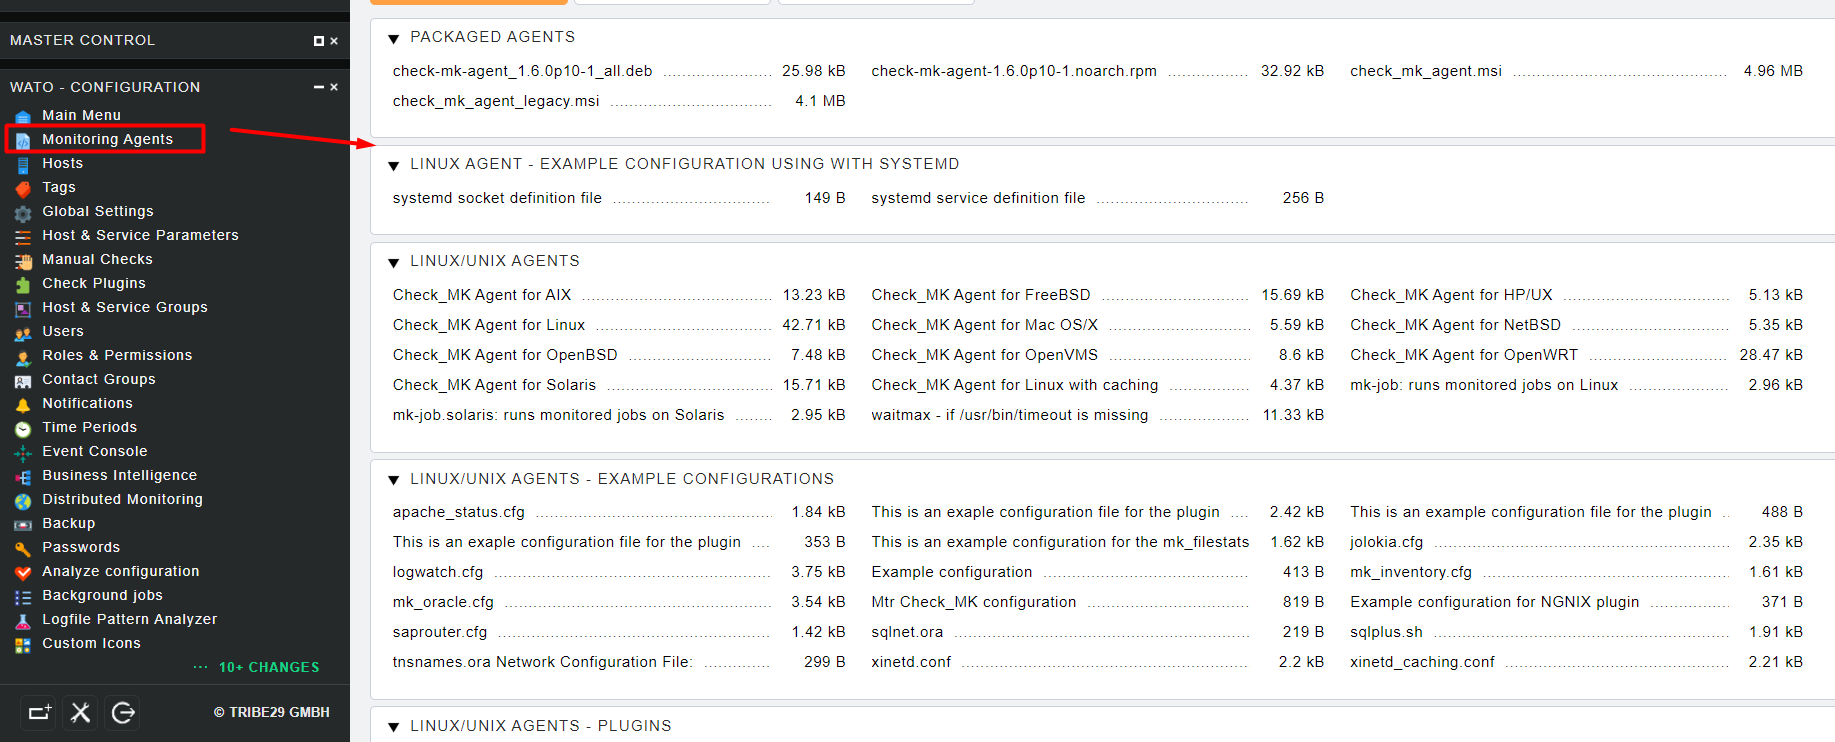 MASTER CONTROL
WATO - CONFIGURATION
Main Menu
Monitoring Agents
Hosts
Tags
Global Settings
Host & Service Parameters
Manual Checks
Check Plugins
Host & Service Groups
Users
Roles & Permissions
Contact Groups
Notifications
Time Periods
Event Console
Business Intelligence
Distributed Monitoring
Backup
Passwords
Analyze configuration
Background jobs
Logfile Pattern Analyzer
Custom Icons
... 10+ CHANGES
© TRIBE29 GMBH
PACKAGED AGENTS
check-mk-agent_1.6.0p10-1_all.deb 25.98 kB check-mk-agent-1.6.0p10-1.noarch.rpm 32.92 kB check_mk_agent.msi 4.96 MB
check_mk_agent_legacy.msi 4.1 MB
LINUX AGENT - EXAMPLE CONFIGURATION USING WITH SYSTEMD
systemd socket definition file 149 B systemd service definition file 256 B
LINUX/UNIX AGENTS
Check_MK Agent for AIX 13.23 kB Check_MK Agent for FreeBSD 15.69 kB Check_MK Agent for HP/UX 5.13 kB
Check_MK Agent for Linux 42.71 kB Check_MK Agent for Mac OS/X 5.59 kB Check_MK Agent for NetBSD 5.35 kB
Check_MK Agent for OpenBSD 7.48 kB Check_MK Agent for OpenVMS 8.6 kB Check_MK Agent for OpenWRT 28.47 kB
Check_MK Agent for Solaris 15.71 kB Check_MK Agent for Linux with caching 4.37 kB mk-job: runs monitored jobs on Linux 2.96 kB
mk-job.solaris: runs monitored jobs on Solaris 2.95 kB waitmax - if /usr/bin/timeout is missing 11.33 kB
LINUX/UNIX AGENTS - EXAMPLE CONFIGURATIONS
apache_status.cfg 1.84 kB This is an exaple configuration file for the plugin 2.42 kB This is an example configuration file for the plugin 488 B
This is an exaple configuration file for the plugin 353 B This is an example configuration for the mk_filestats 1.62 kB jolokia.cfg 2.35 kB
logwatch.cfg 3.75 kB Example configuration 413 B mk_inventory.cfg 1.61 kB
mk_oracle.cfg 3.54 kB Mtr Check_MK configuration 819 B Example configuration for NGNIX plugin 371 B
saprouter.cfg 1.42 kB sqlnet.ora 219 B sqlplus.sh 1.91 kB
tnsnames.ora Network Configuration File: 299 B xinetd.conf 2.2 kB xinetd_caching.conf 2.21 kB
LINUX/UNIX AGENTS - PLUGINS